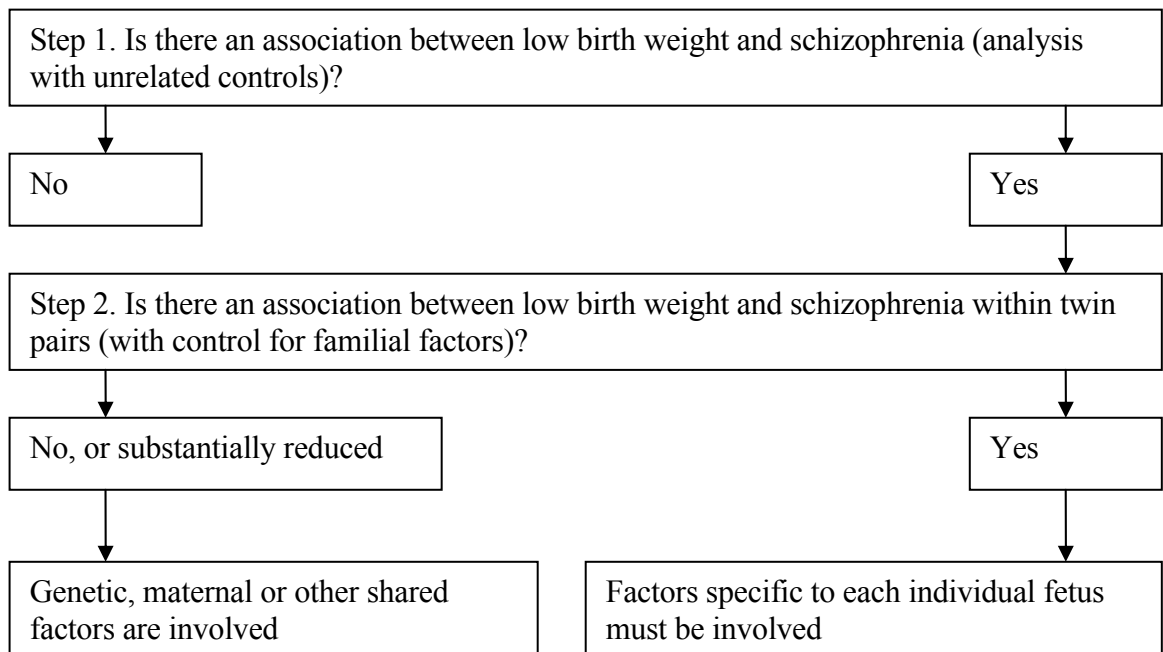 Step 1. Is there an association between low birth weight and schizophrenia (analysis
with unrelated controls)?
No
Yes
Step 2. Is there an association between low birth weight and schizophrenia within twin
pairs (with control for familial factors)?
No, or substantially reduced
Yes
Genetic, maternal or other shared
factors are involved
Factors specific to each individual fetus
must be involved